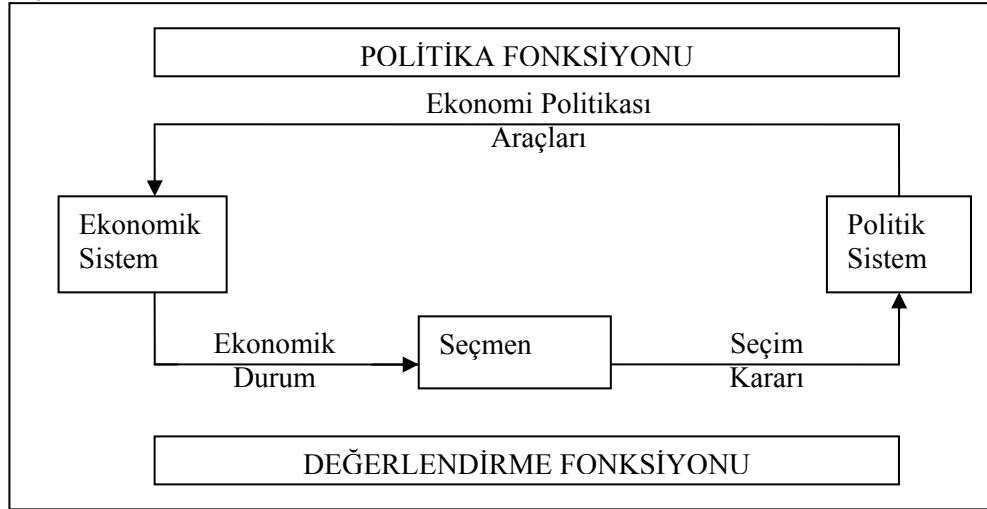 POLİTİKA FONKSİYONU
Ekonomi Politikası
Araçları
Ekonomik
Sistem
Politik
Sistem
Ekonomik
Durum
Seçmen
Seçim
Kararı
DEĞERLENDİRME FONKSİYONU